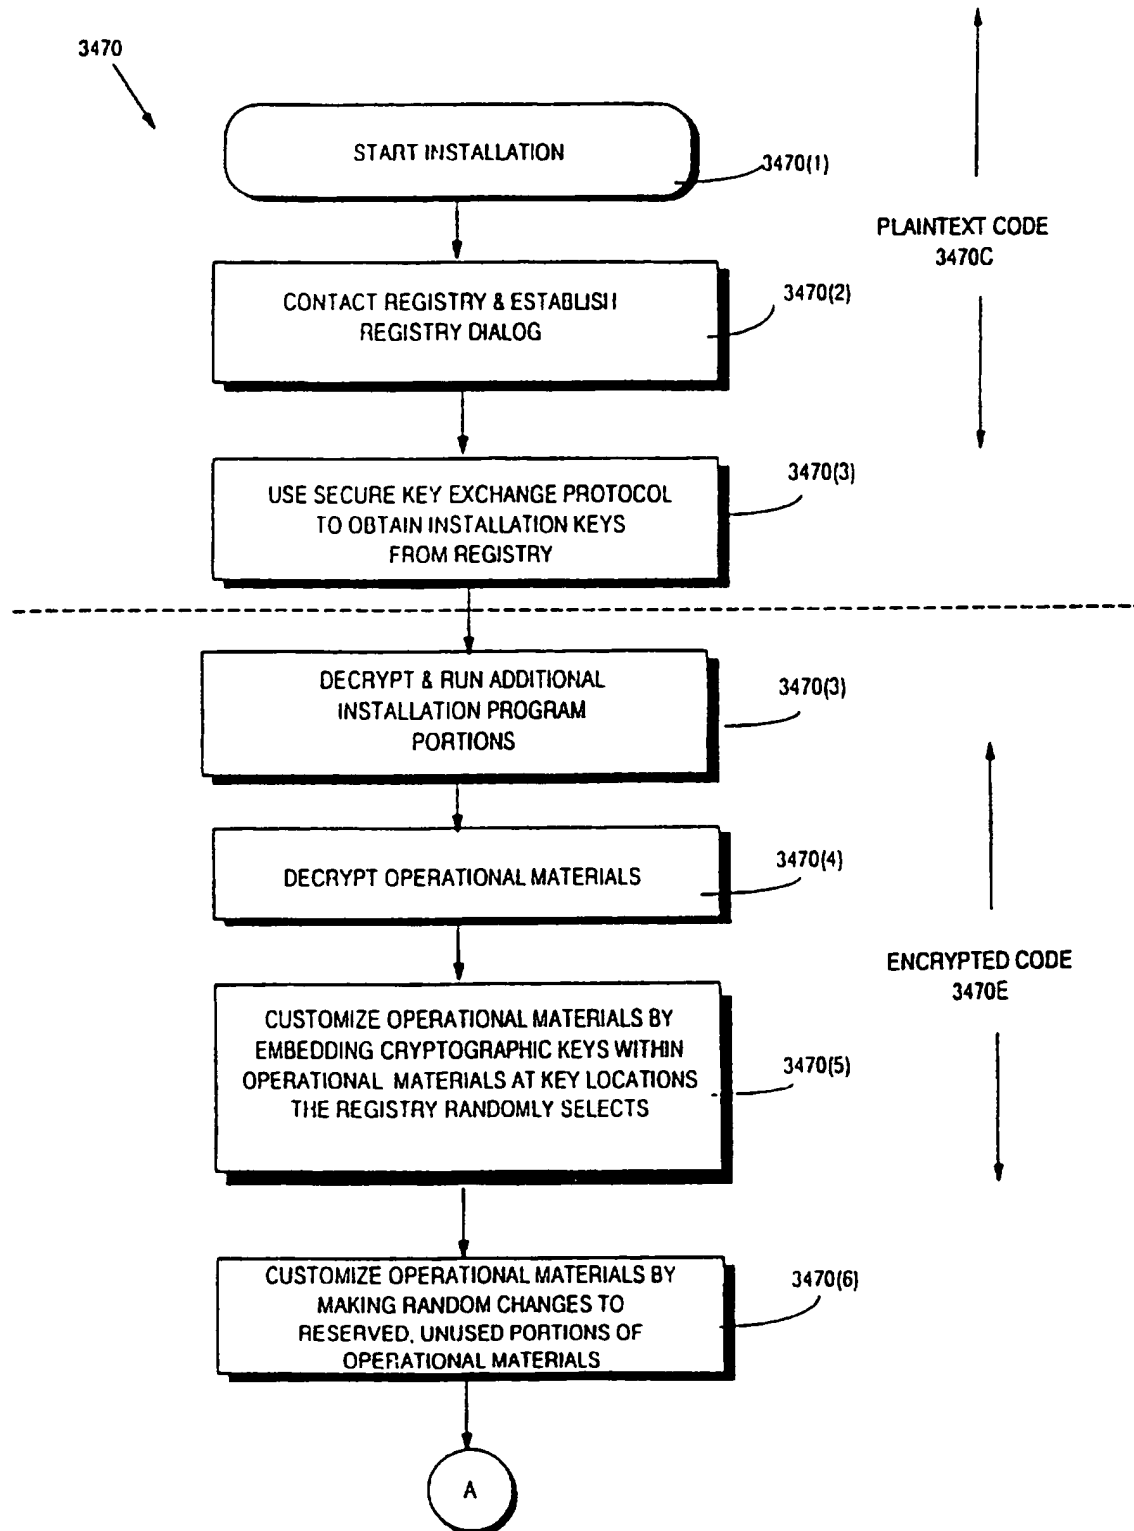 3470
START INSTALLATION
3470(1)
PLAINTEXT CODE
3470C
CONTACT REGISTRY & ESTABLISH
REGISTRY DIALOG
3470(2)
USE SECURE KEY EXCHANGE PROTOCOL
TO OBTAIN INSTALLATION KEYS
FROM REGISTRY
3470(3)
DECRYPT & RUN ADDITIONAL
INSTALLATION PROGRAM
PORTIONS
3470(3)
DECRYPT OPERATIONAL MATERIALS
3470(4)
ENCRYPTED CODE
3470E
CUSTOMIZE OPERATIONAL MATERIALS BY
EMBEDDING CRYPTOGRAPHIC KEYS WITHIN
OPERATIONAL MATERIALS AT KEY LOCATIONS
THE REGISTRY RANDOMLY SELECTS
3470(5)
CUSTOMIZE OPERATIONAL MATERIALS BY
MAKING RANDOM CHANGES TO
RESERVED, UNUSED PORTIONS OF
OPERATIONAL MATERIALS
3470(6)
A